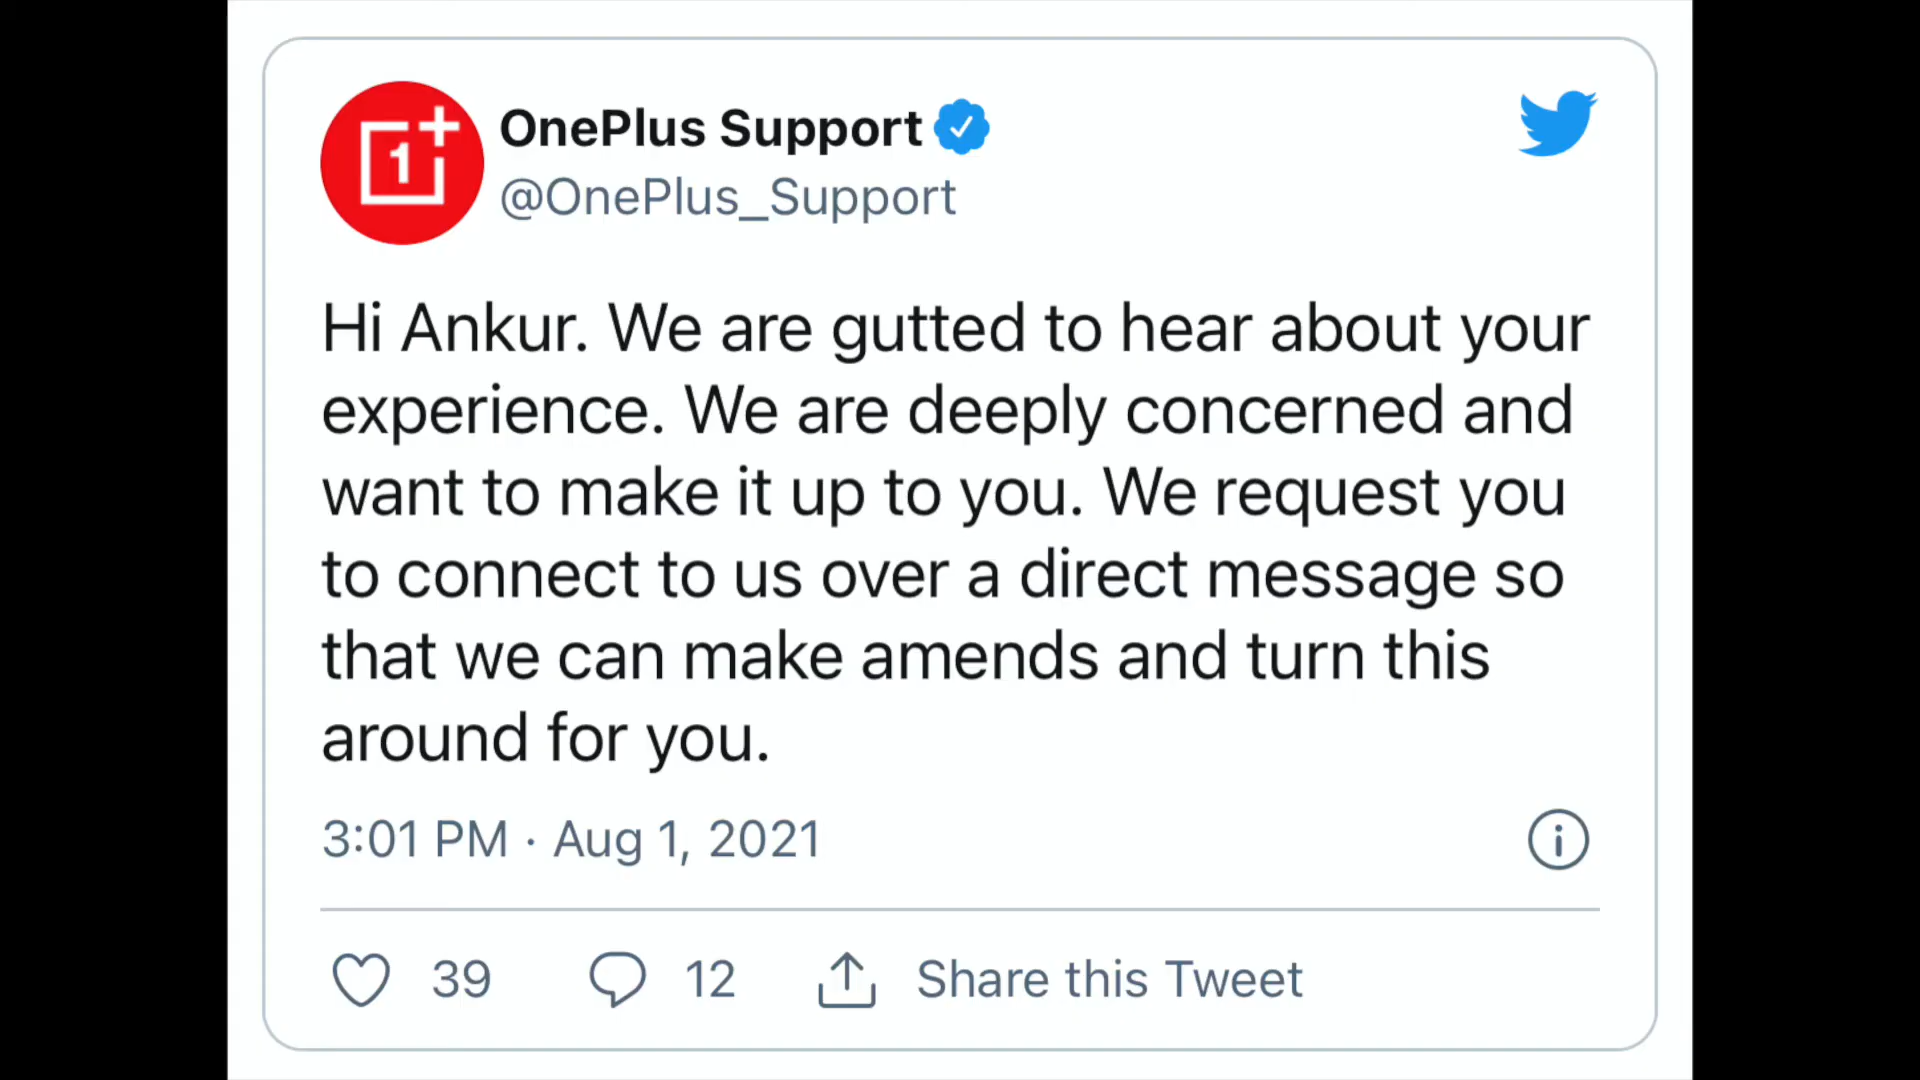 OnePlus Support
@OnePlus_Support
Hi Ankur. We are gutted to hear about your
experience. We are deeply concerned and
want to make it up to you. We request you
to connect to us over a direct message so
that we can make amends and turn this
around for you.
3:01 PM · Aug 1, 2021
39 12 Share this Tweet